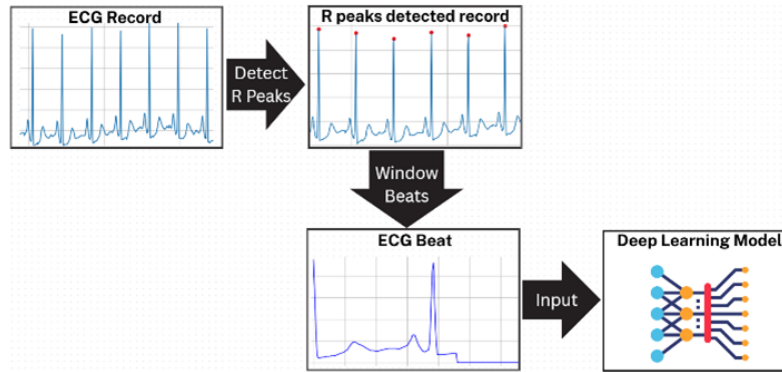 ECG Record
R peaks detected record
Detect
R Peaks
Window
Beats
ECG Beat
Deep Learning Model
Input